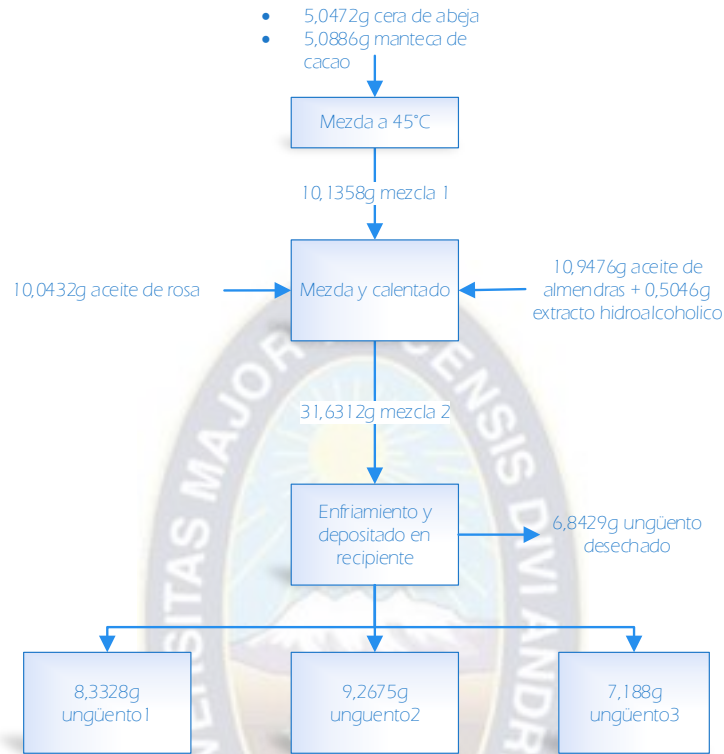 • 5,0472g cera de abeja
• 5,0886g manteca de
cacao
Mezcla a 45°C
10,1358g mezcla 1
10,0432g aceite de rosa
Mezcla y calentado
10,9476g aceite de
almendras + 0,5046g
extracto hidroalcoholico
31,6312g mezcla 2
Enfriamiento y
depositado en
recipiente
6,8429g ungüento
desechado
8,3328g
ungüento1
9,2675g
unguento2
7,188g
ungüento3